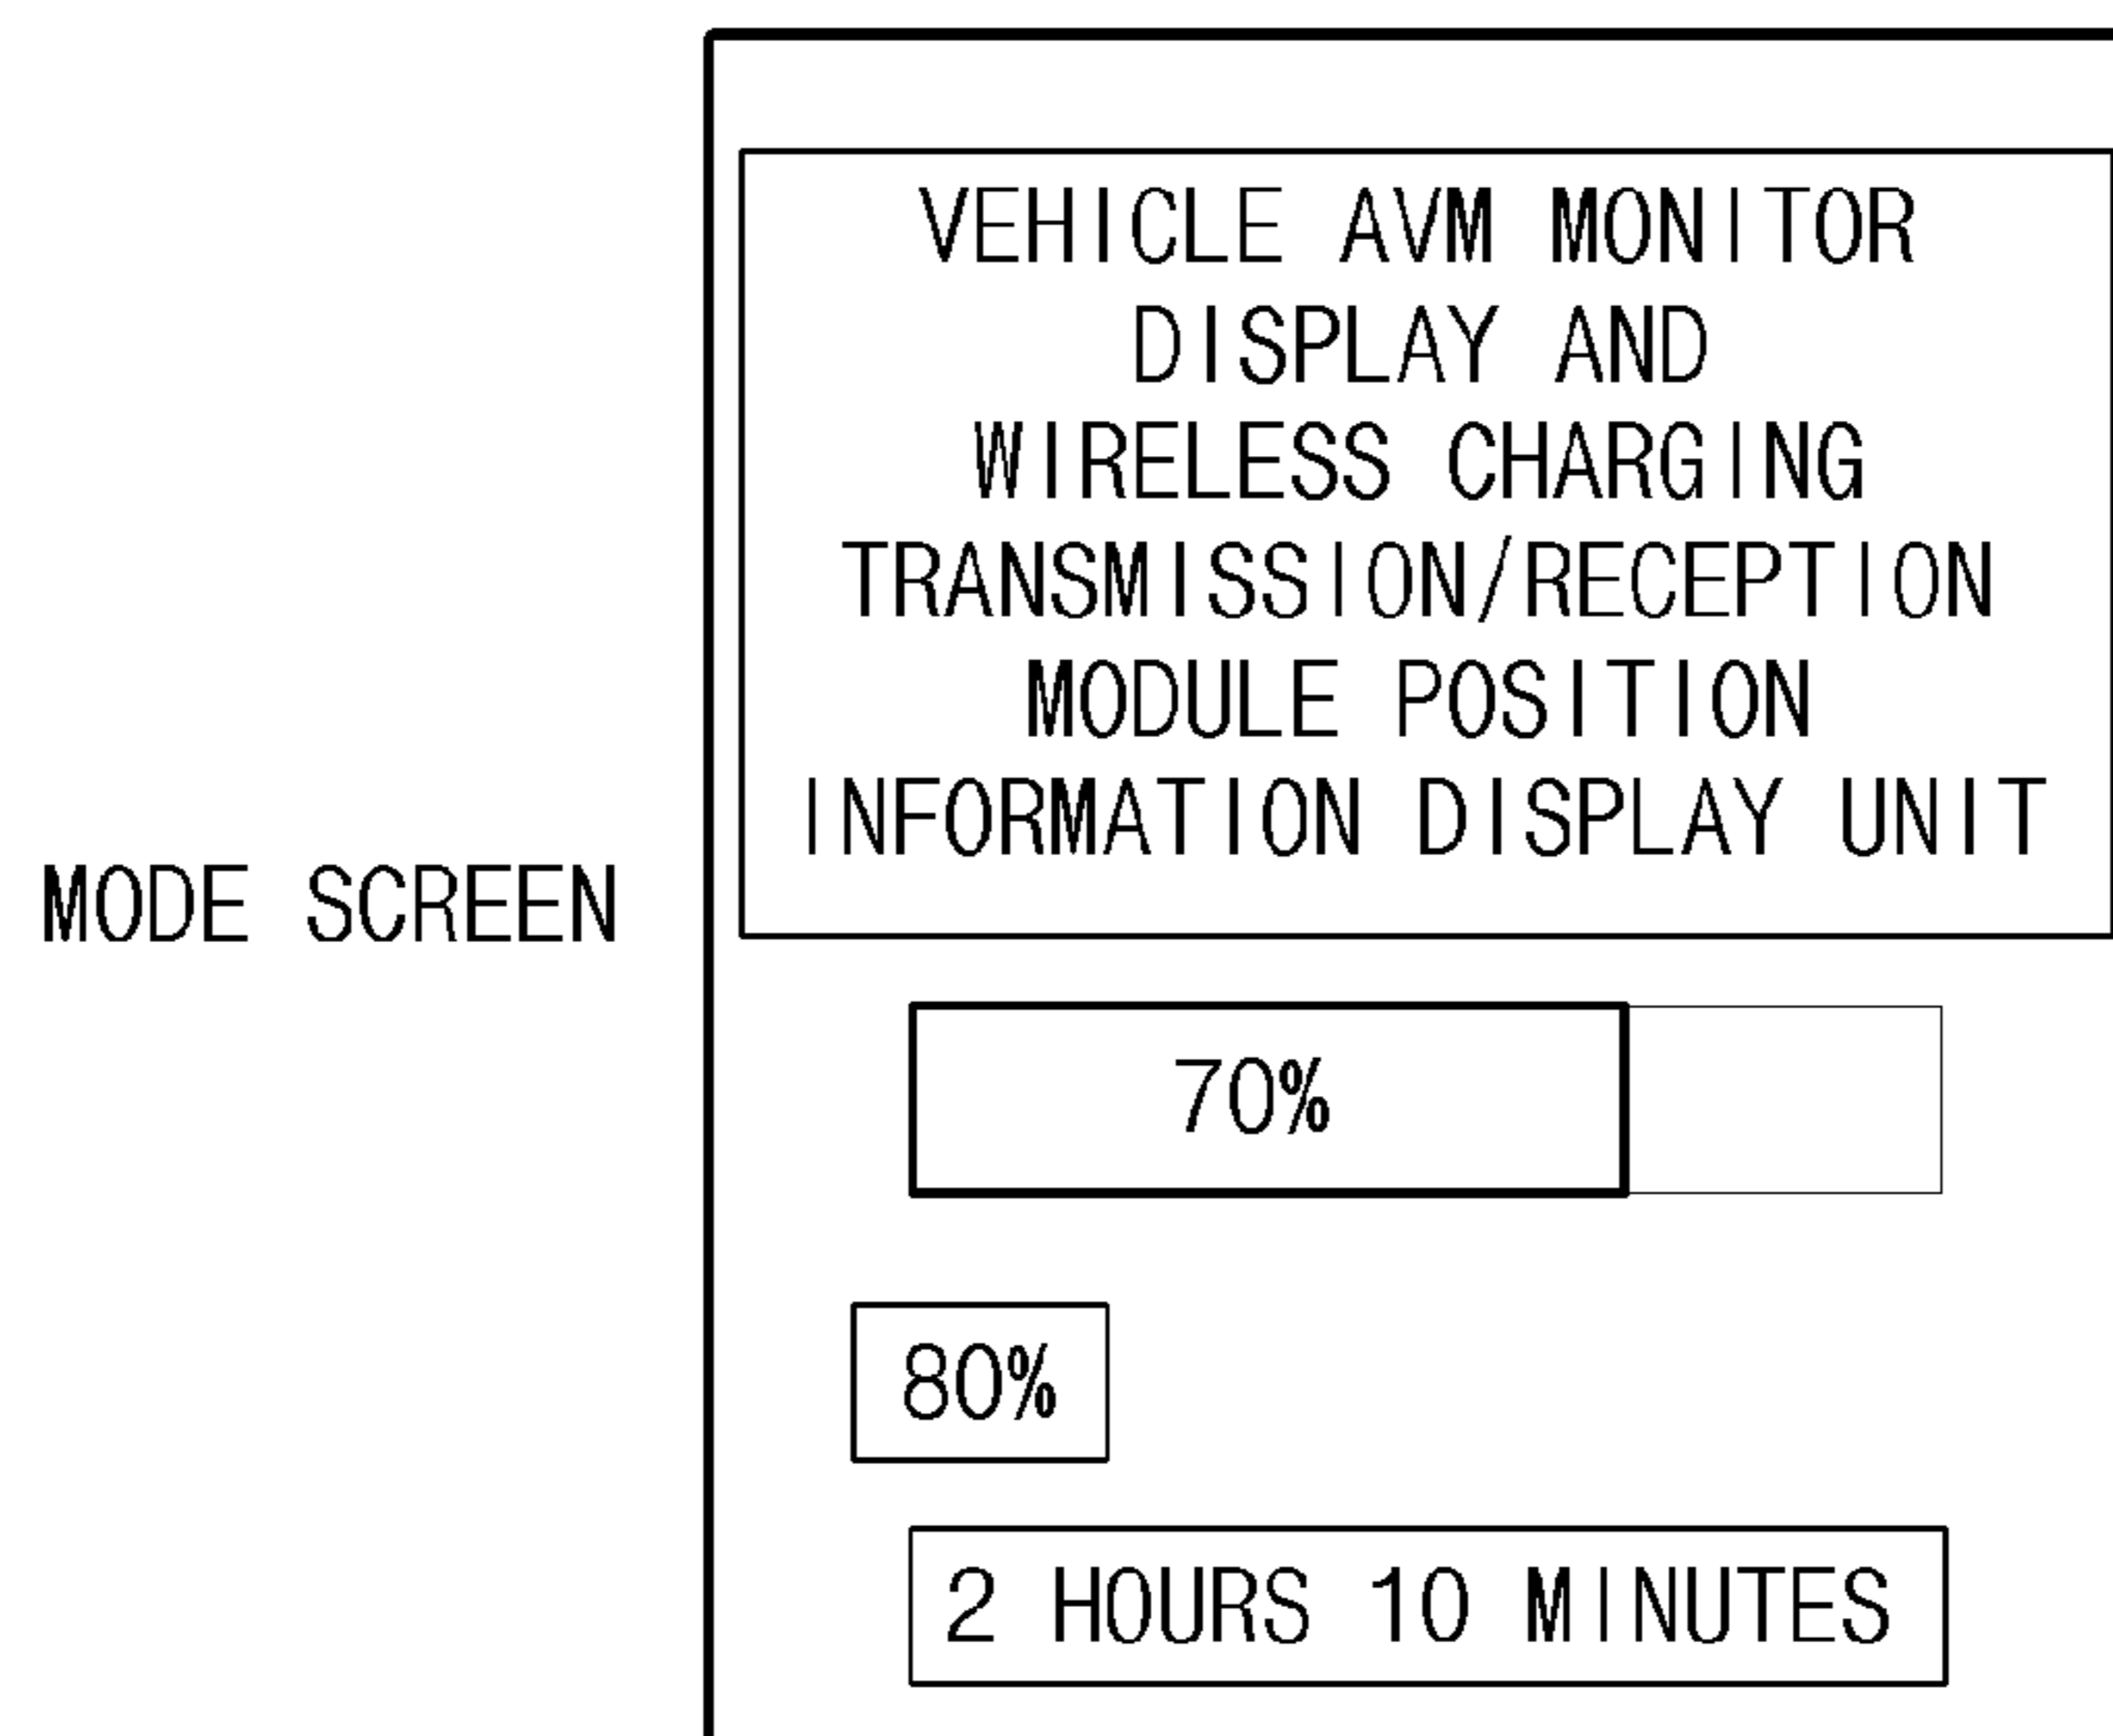 VEHICLE AVM MONITOR
DISPLAY AND
WIRELESS CHARGING
TRANSMISSION/RECEPTION
MODULE POSITION
INFORMATION DISPLAY UNIT
MODE SCREEN
70%
80%
2 HOURS 10 MINUTES